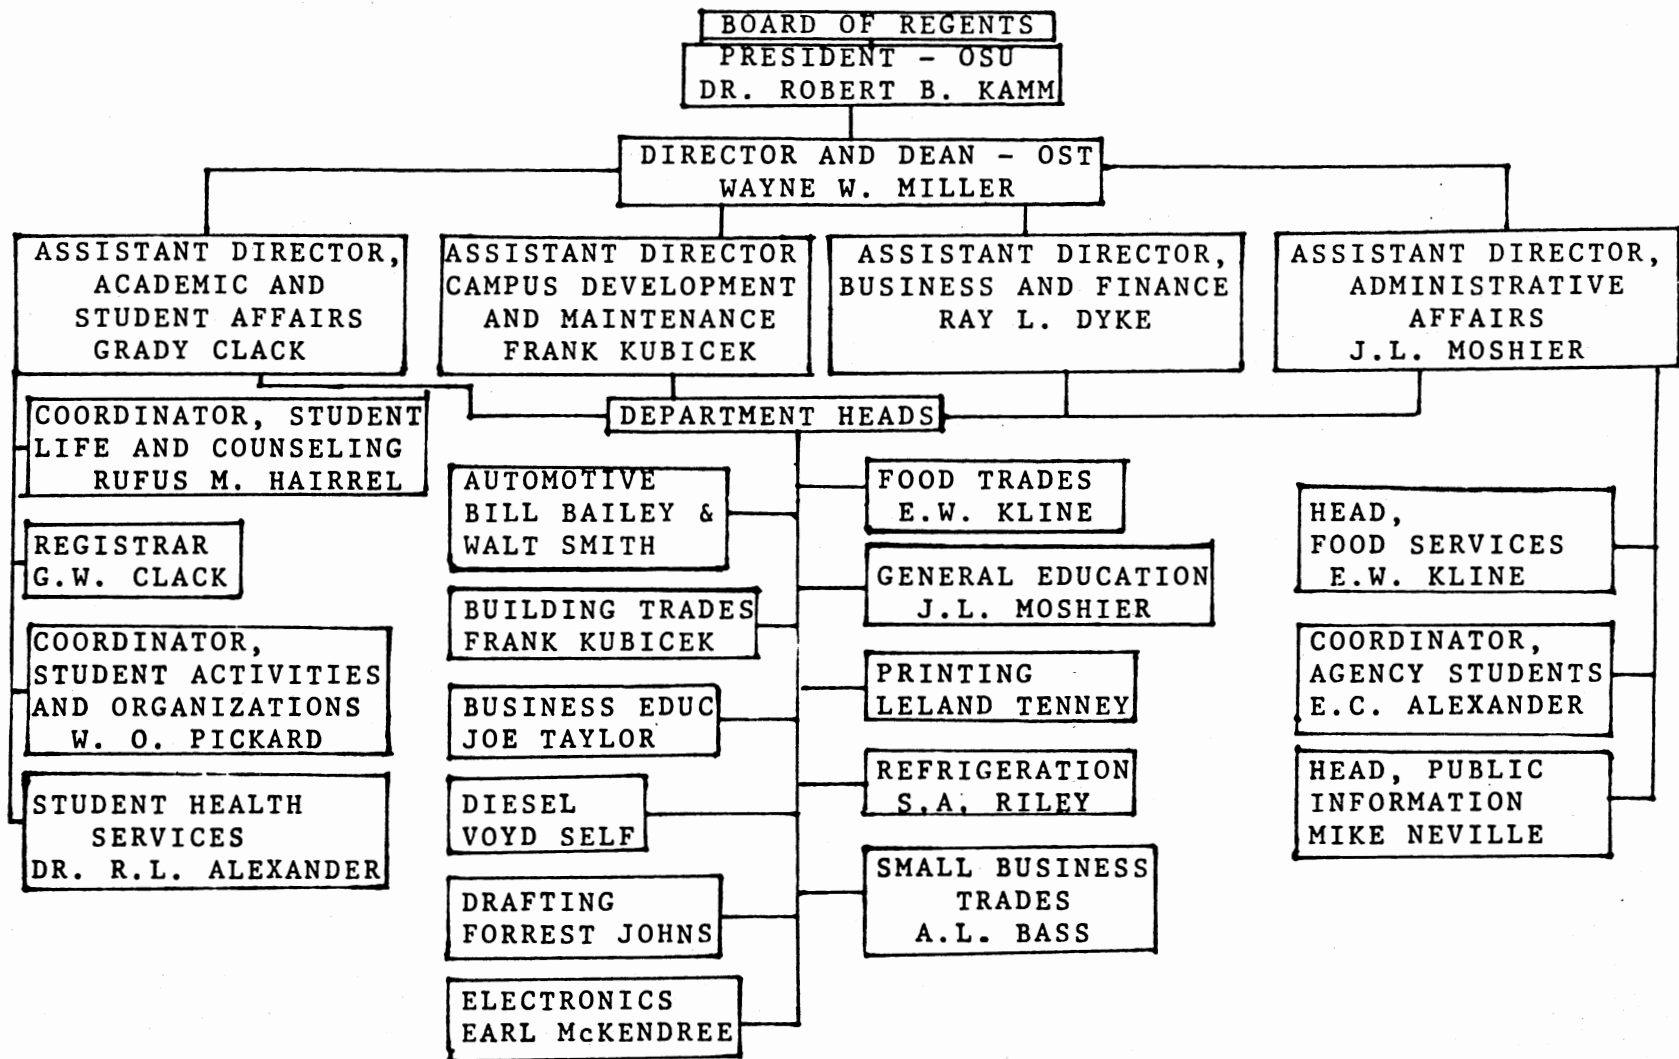 BOARD OF REGENTS
PRESIDENT - OSU
DR. ROBERT B. KAMM
DIRECTOR AND DEAN - OST
WAYNE W. MILLER
ASSISTANT DIRECTOR,
ACADEMIC AND
STUDENT AFFAIRS
GRADY CLACK
ASSISTANT DIRECTOR
CAMPUS DEVELOPMENT
AND MAINTENANCE
FRANK KUBICEK
ASSISTANT DIRECTOR,
BUSINESS AND FINANCE
RAY L. DYKE
ASSISTANT DIRECTOR,
ADMINISTRATIVE
AFFAIRS
J.L. MOSHIER
COORDINATOR, STUDENT
LIFE AND COUNSELING
RUFUS M. HAIRREL
REGISTRAR
G.W. CLACK
COORDINATOR,
STUDENT ACTIVITIES
AND ORGANIZATIONS
W. O. PICKARD
STUDENT HEALTH
SERVICES
DR. R.L. ALEXANDER
DEPARTMENT HEADS
AUTOMOTIVE
BILL BAILEY &
WALT SMITH
BUILDING TRADES
FRANK KUBICEK
BUSINESS EDUC
JOE TAYLOR
DIESEL
VOYD SELF
DRAFTING
FORREST JOHNS
ELECTRONICS
EARL McKENDREE
FOOD TRADES
E.W. KLINE
GENERAL EDUCATION
J.L. MOSHIER
PRINTING
LELAND TENNEY
REFRIGERATION
S.A. RILEY
SMALL BUSINESS
TRADES
A.L. BASS
HEAD,
FOOD SERVICES
E.W. KLINE
COORDINATOR,
AGENCY STUDENTS
E.C. ALEXANDER
HEAD, PUBLIC
INFORMATION
MIKE NEVILLE